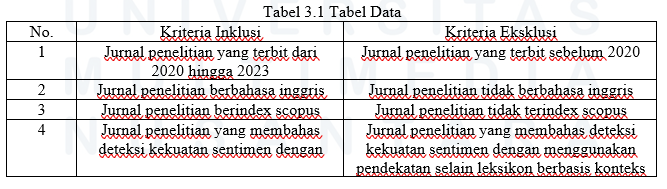 Tabel 3.1 Tabel Data
No. Kriteria Inklusi Kriteria Eksklusi
1 Jurnal penelitian yang terbit dari Jurnal penelitian yang terbit sebelum 2020
2020 hingga 2023
2 Jurnal penelitian berbahasa inggris Jurnal penelitian tidak berbahasa inggris
3 Jurnal penelitian berindex scopus Jurnal penelitian tidak terindex scopus
4 Jurnal penelitian yang membahas Jurnal penelitian yang membahas deteksi
deteksi kekuatan sentimen dengan kekuatan sentimen dengan menggunakan
pendekatan selain leksikon berbasis konteks